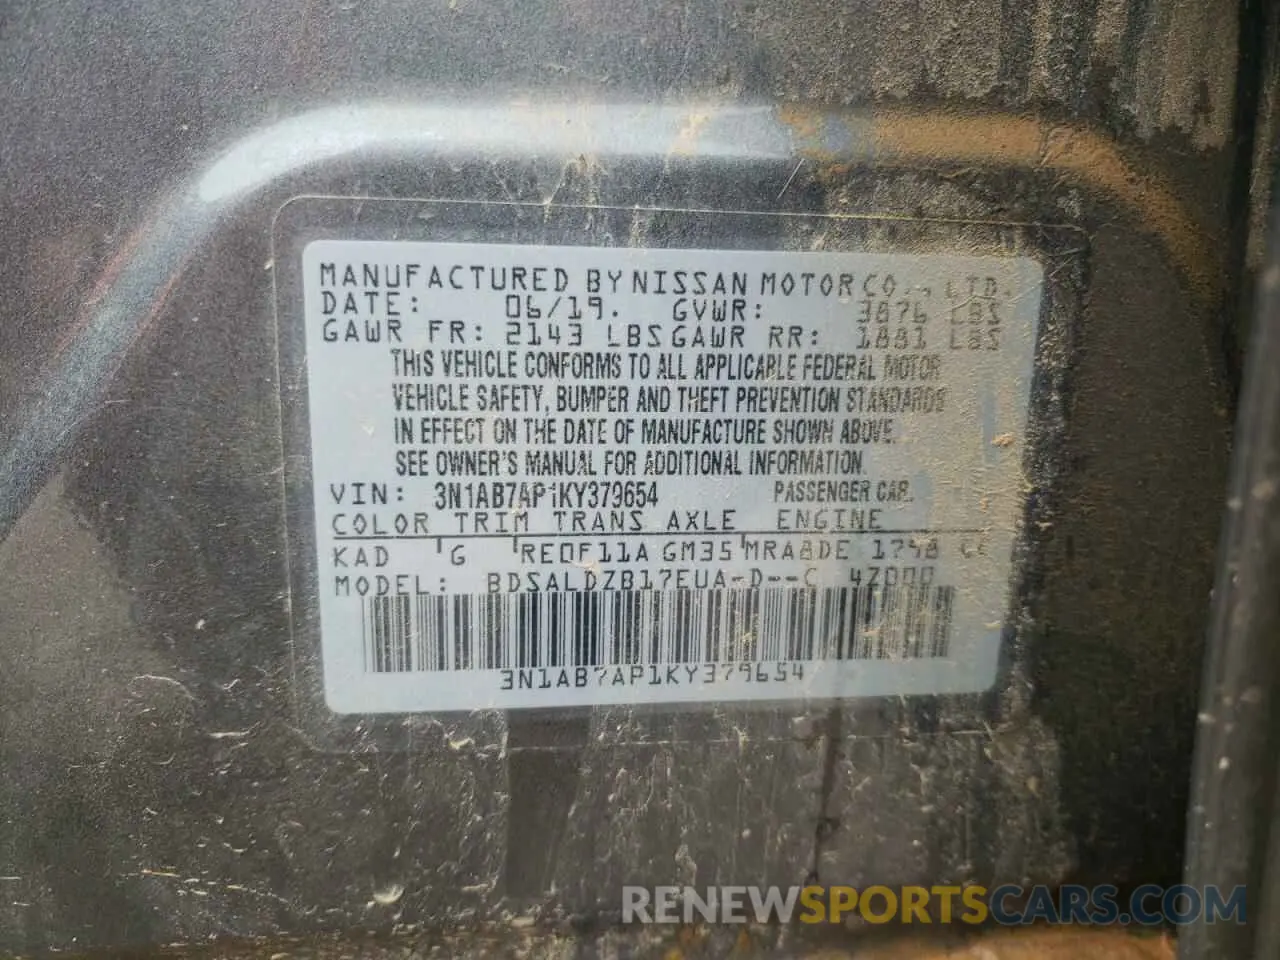 MANUFACTURED BY NISSAN MOTOR CO., LTD.
DATE: 06/19. GVWR: 3876 LBS
GAWR FR: 2143 LBS GAWR RR: 1881 LBS
THIS VEHICLE CONFORMS TO ALL APPLICABLE FEDERAL MOTOR
VEHICLE SAFETY, BUMPER AND THEFT PREVENTION STANDARDS
IN EFFECT ON THE DATE OF MANUFACTURE SHOWN ABOVE.
SEE OWNER'S MANUAL FOR ADDITIONAL INFORMATION.
VIN: 3N1AB7AP1KY379654 PASSENGER CAR.
COLOR TRIM TRANS AXLE ENGINE
KAD G RE0F11A GM35 MRA8DE 1798 CC
MODEL: BDSALDZB17EUA-D--C 4Z000
3N1AB7AP1KY379654
RENEWSPORTSCARS.COM